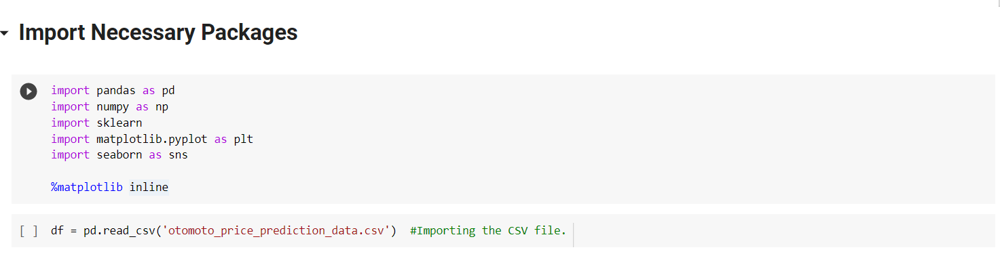 Import Necessary Packages
import pandas as pd
import numpy as np
import sklearn
import matplotlib.pyplot as plt
import seaborn as sns
%matplotlib inline
[ ] df = pd.read_csv('otomoto_price_prediction_data.csv')  #Importing the CSV file.